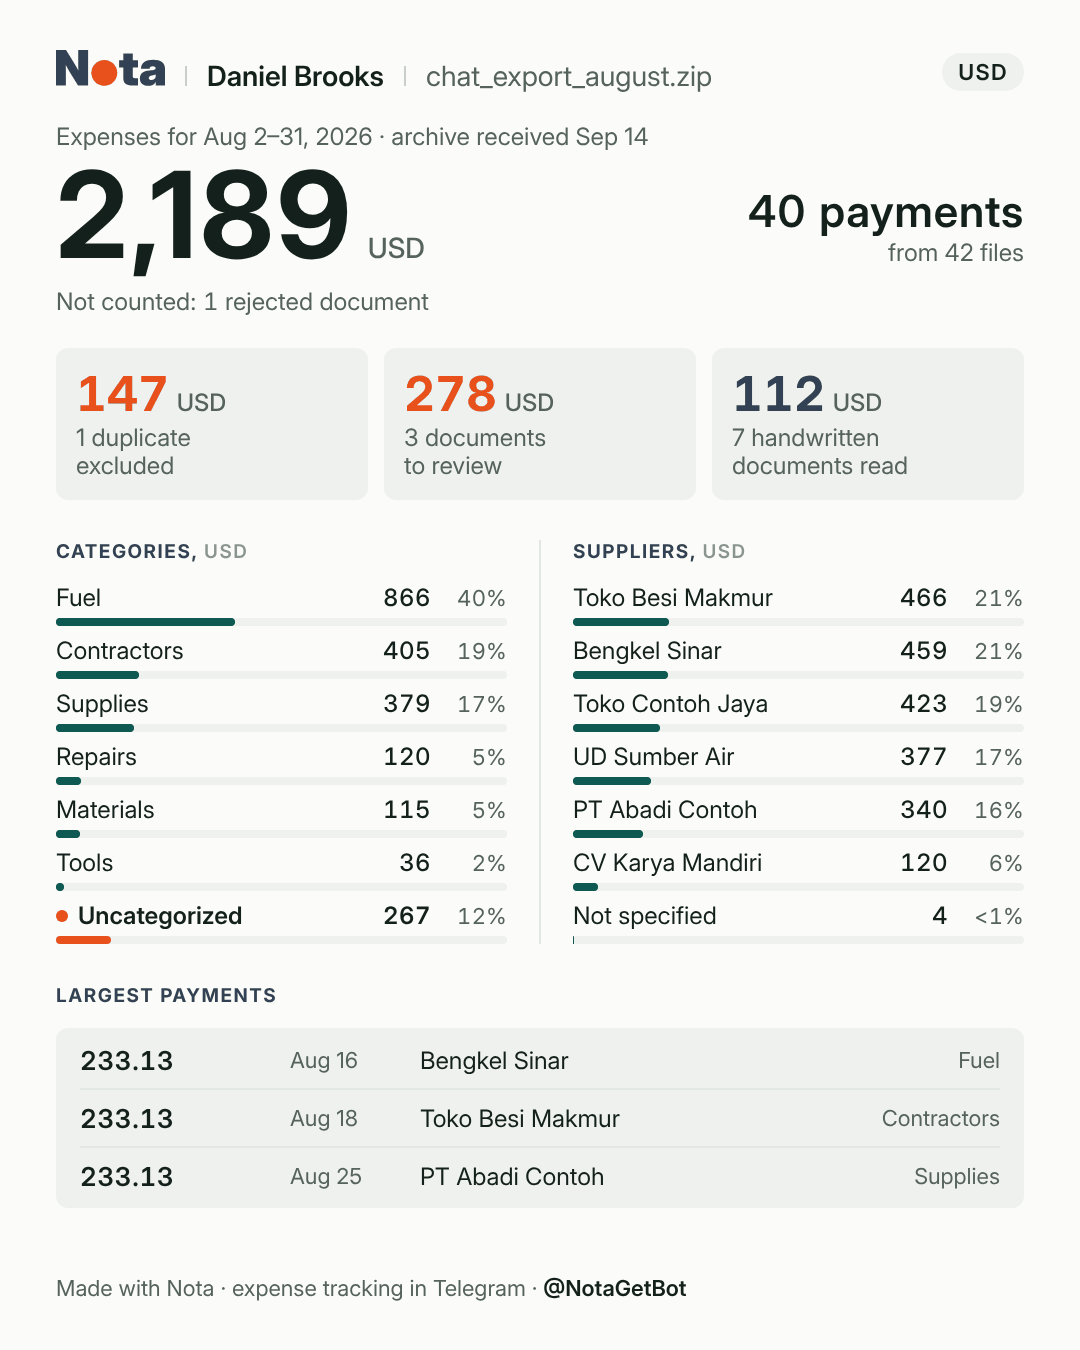 Nota | Daniel Brooks | chat_export_august.zip
USD
Expenses for Aug 2–31, 2026 · archive received Sep 14
2,189 USD
40 payments
from 42 files
Not counted: 1 rejected document
147 USD
1 duplicate
excluded
278 USD
3 documents
to review
112 USD
7 handwritten
documents read
CATEGORIES, USD
Fuel 866 40%
Contractors 405 19%
Supplies 379 17%
Repairs 120 5%
Materials 115 5%
Tools 36 2%
Uncategorized 267 12%
SUPPLIERS, USD
Toko Besi Makmur 466 21%
Bengkel Sinar 459 21%
Toko Contoh Jaya 423 19%
UD Sumber Air 377 17%
PT Abadi Contoh 340 16%
CV Karya Mandiri 120 6%
Not specified 4 <1%
LARGEST PAYMENTS
233.13 Aug 16 Bengkel Sinar Fuel
233.13 Aug 18 Toko Besi Makmur Contractors
233.13 Aug 25 PT Abadi Contoh Supplies
Made with Nota · expense tracking in Telegram · @NotaGetBot